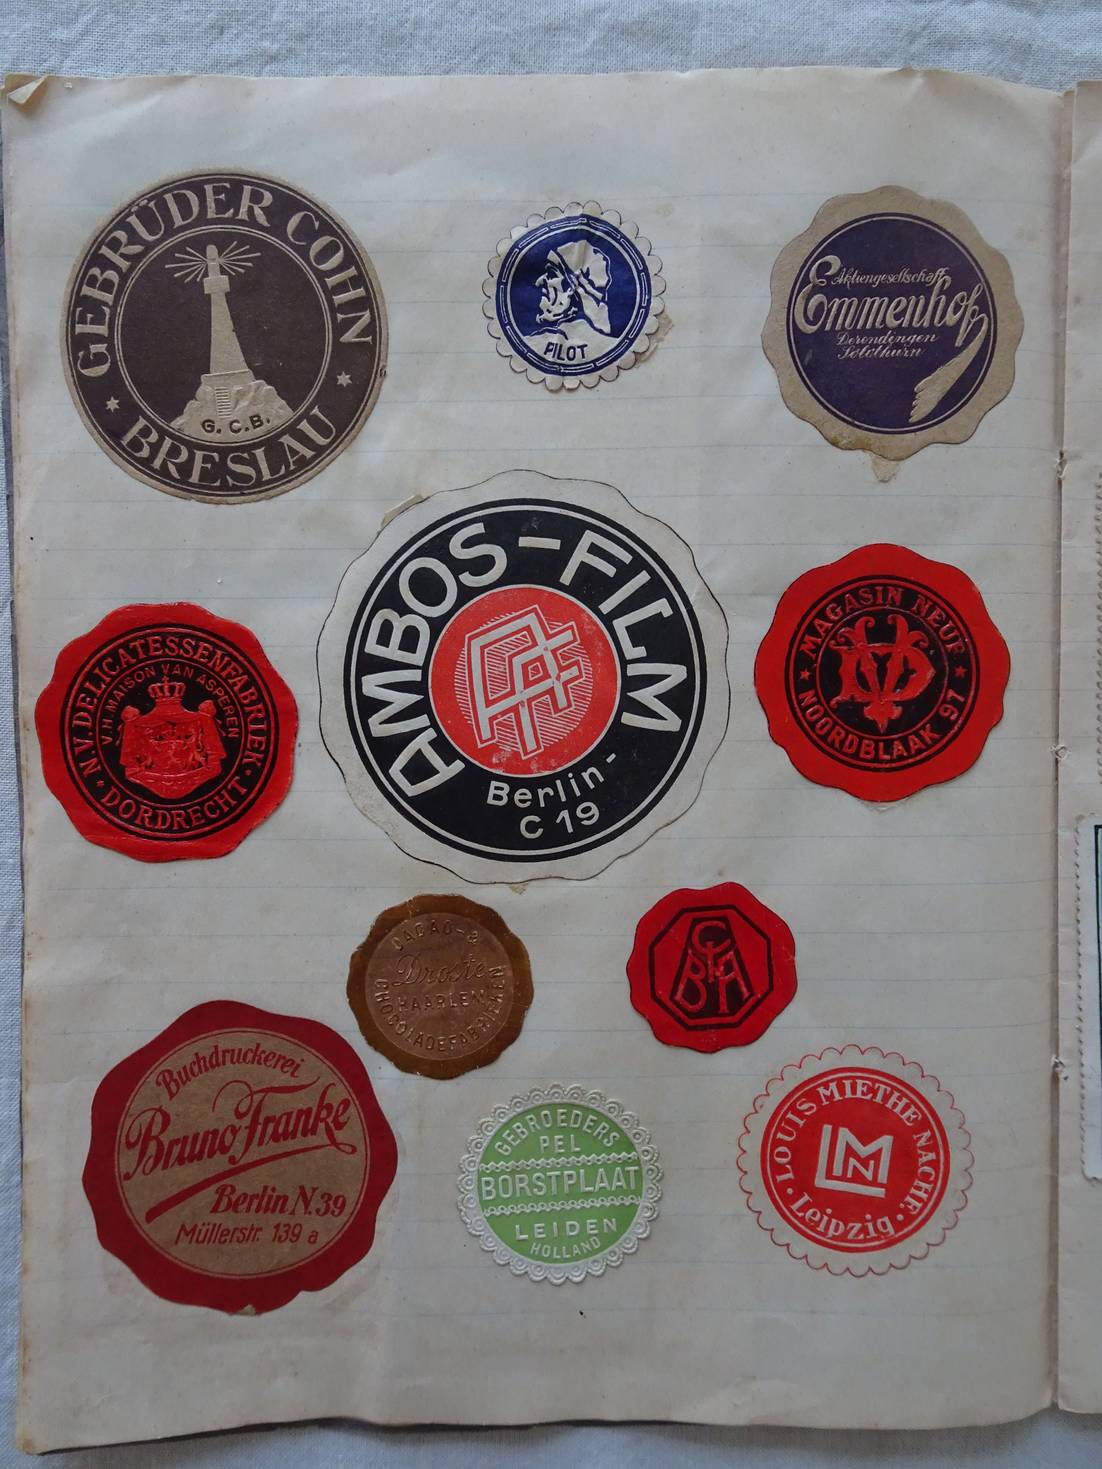 GEBRÜDER COHN
G. C. B.
BRESLAU
PILOT
Aktiengesellschaft
Emmenhof
Derendingen
Solothurn
N.V. DELICATESSENFABRIEK
V.H. MAISON VAN ASPEREN
DORDRECHT
AMBOS-FILM
AAF
Berlin-
C 19
MAGASIN NEUF
NOORDBLAAK 97
CACAO- &
Droste
HAARLEM
CHOCOLADEFABRIEKEN
Buchdruckerei
Bruno Franke
Berlin N. 39
Müllerstr. 139 a
GEBROEDERS
PEL
BORSTPLAAT
LEIDEN
HOLLAND
LOUIS MIETHE NACHF.
LMN
Leipzig